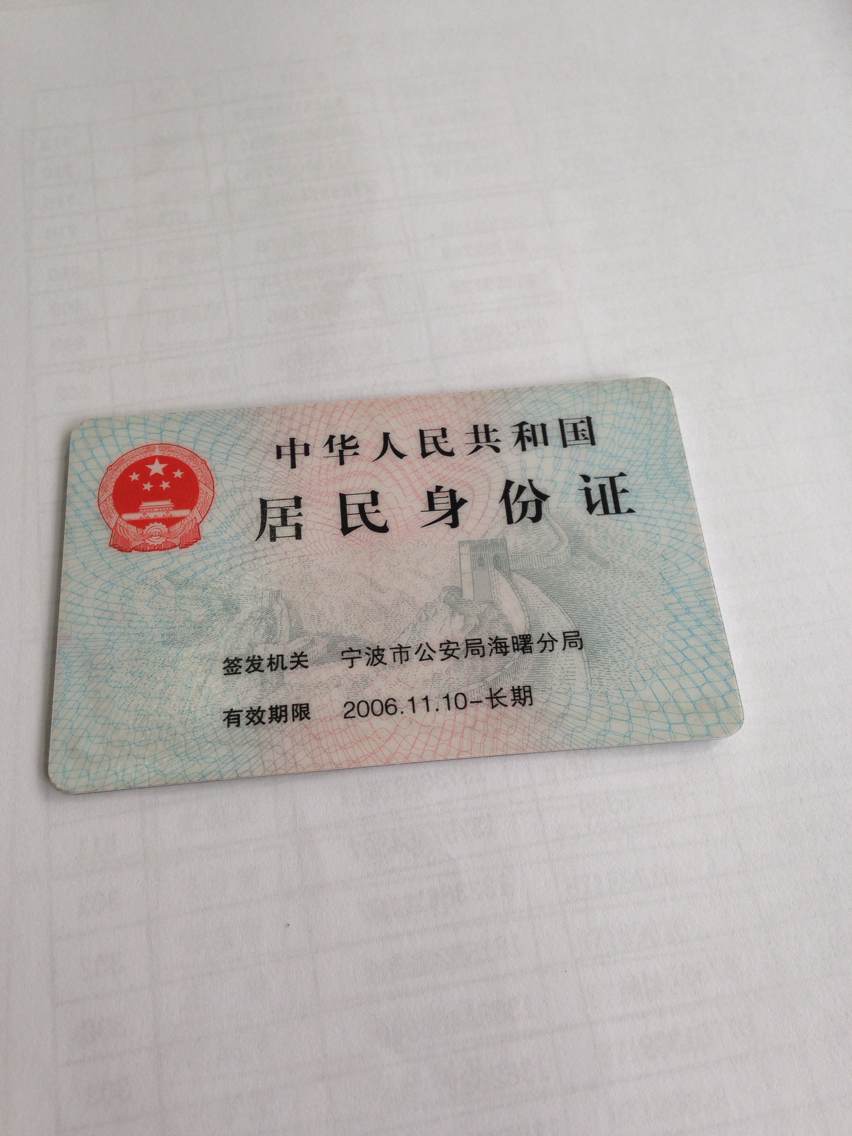 中华人民共和国
居民身份证
签发机关 宁波市公安局海曙分局
有效期限 2006.11.10-长期